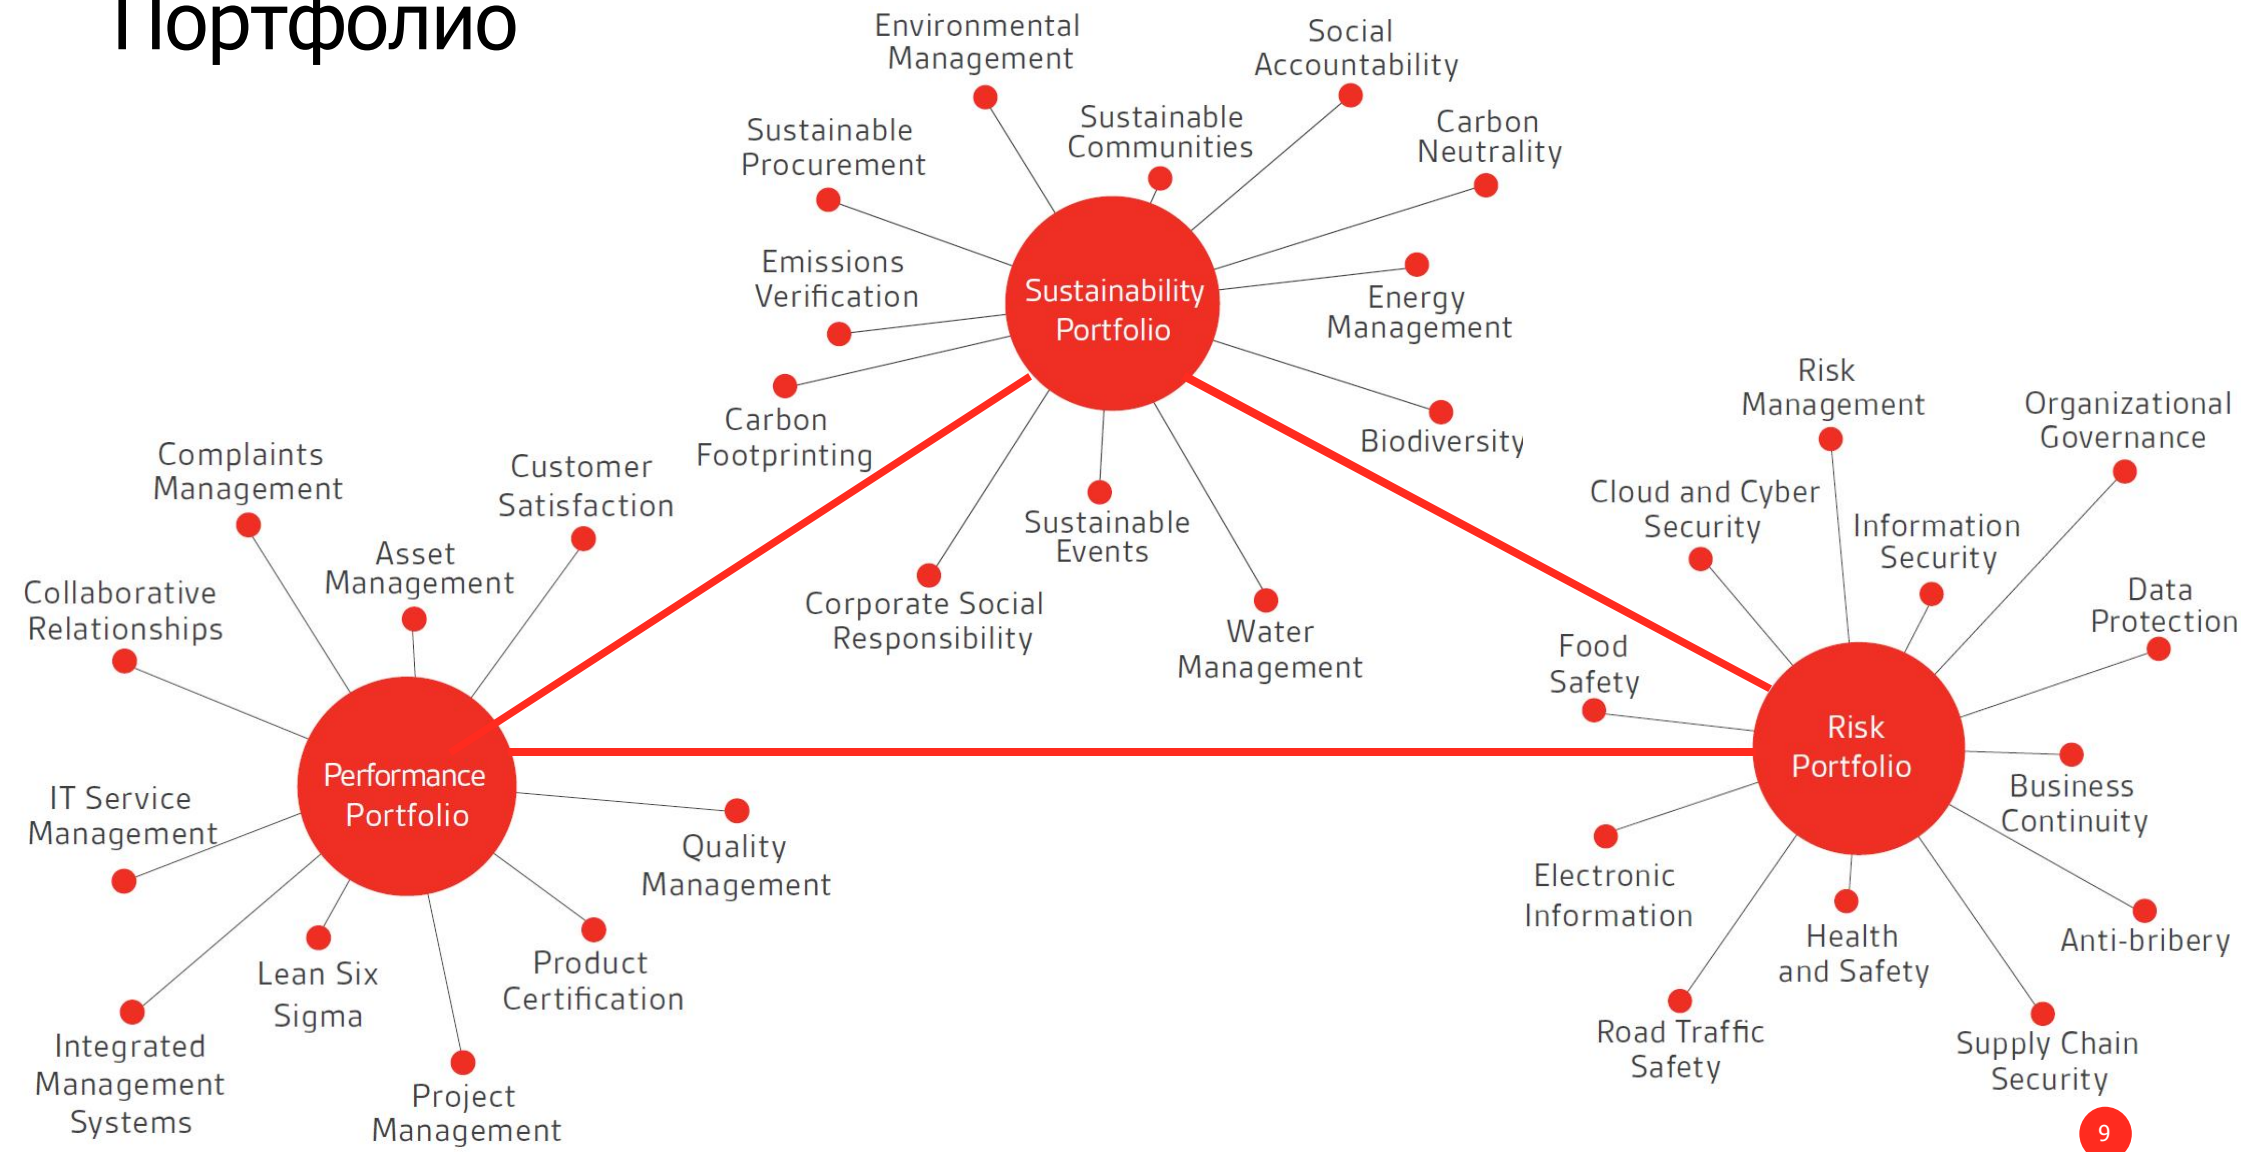 Портфолио
Environmental
Management
Social
Accountability
Sustainable
Communities
Carbon
Neutrality
Sustainable
Procurement
Emissions
Verification
Sustainability
Portfolio
Energy
Management
Carbon
Footprinting
Biodiversity
Sustainable
Events
Corporate Social
Responsibility
Water
Management
Complaints
Management
Customer
Satisfaction
Asset
Management
Collaborative
Relationships
Performance
Portfolio
IT Service
Management
Quality
Management
Lean Six
Sigma
Product
Certification
Integrated
Management
Systems
Project
Management
Risk
Management
Organizational
Governance
Cloud and Cyber
Security
Information
Security
Data
Protection
Food
Safety
Risk
Portfolio
Business
Continuity
Electronic
Information
Health
and Safety
Anti-bribery
Road Traffic
Safety
Supply Chain
Security
9